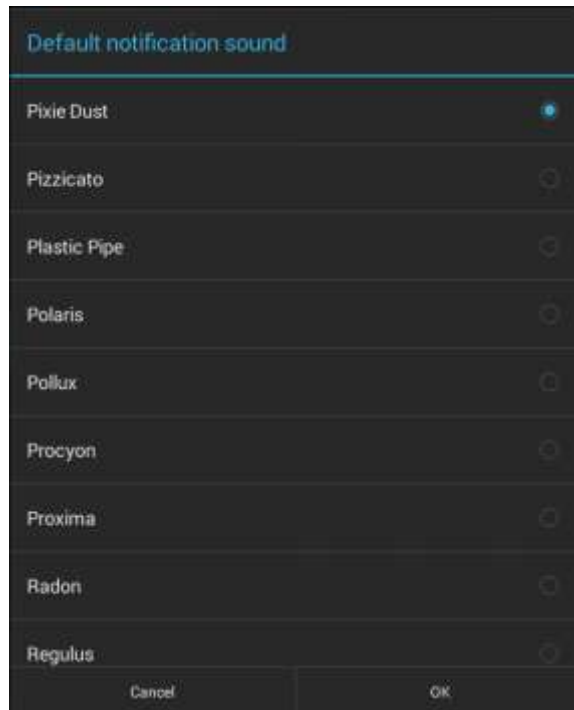 Default notification sound
Pixie Dust
Pizzicato
Plastic Pipe
Polaris
Pollux
Procyon
Proxima
Radon
Regulus
Cancel OK